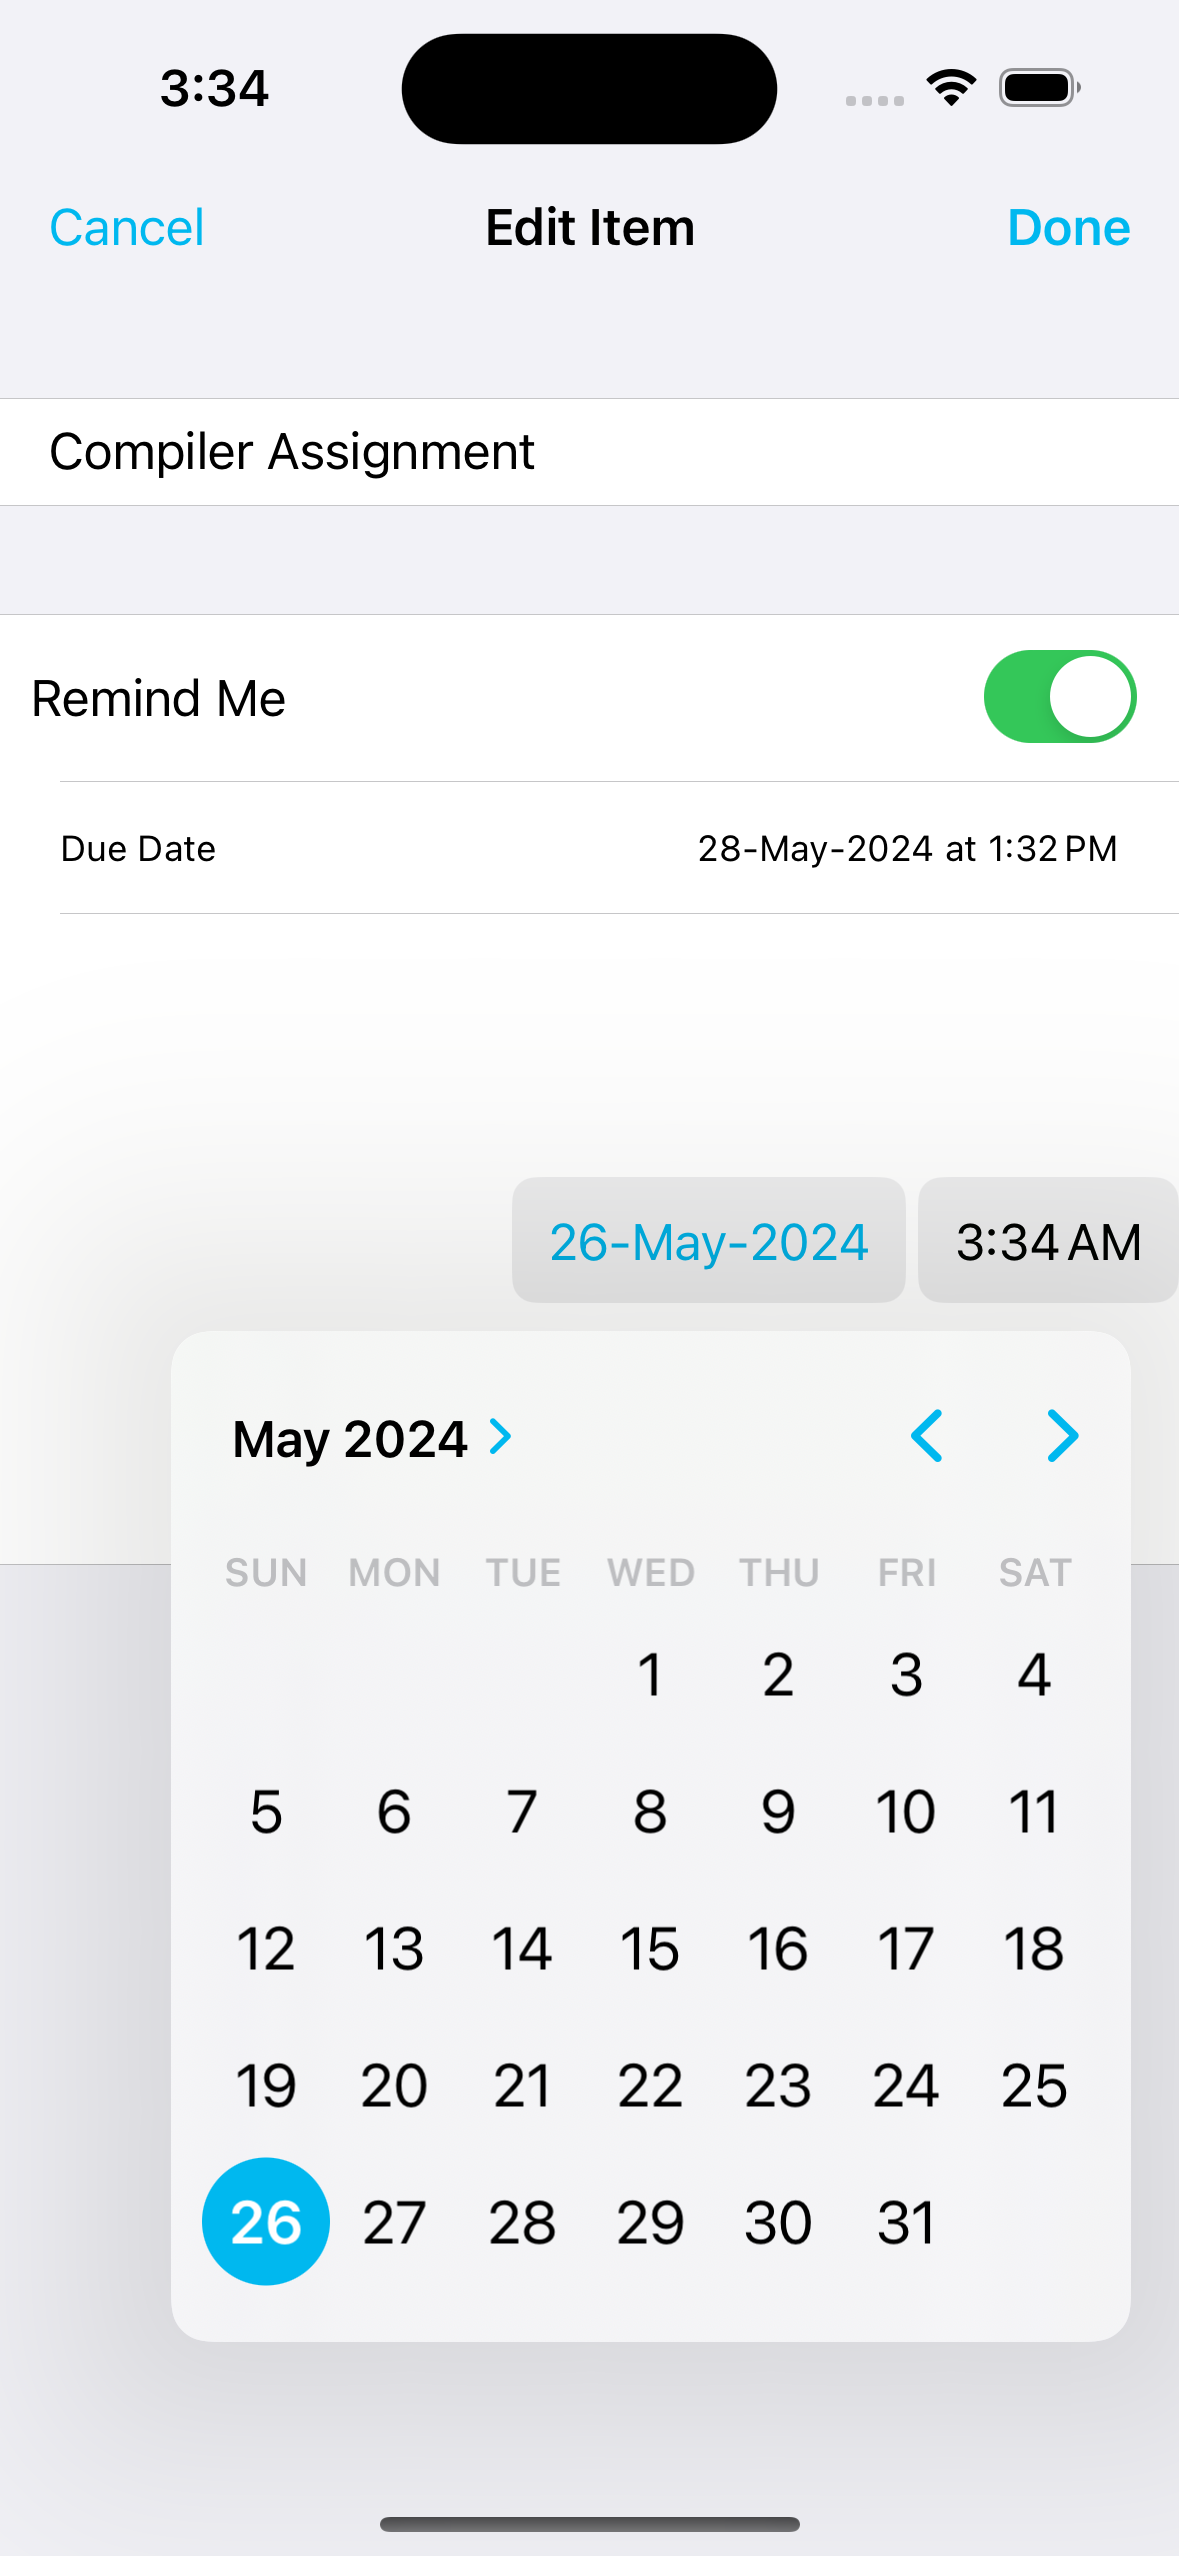 3:34
Cancel Edit Item Done
Compiler Assignment
Remind Me
Due Date 28-May-2024 at 1:32 PM
26-May-2024 3:34 AM
May 2024
SUN MON TUE WED THU FRI SAT
1 2 3 4
5 6 7 8 9 10 11
12 13 14 15 16 17 18
19 20 21 22 23 24 25
26 27 28 29 30 31